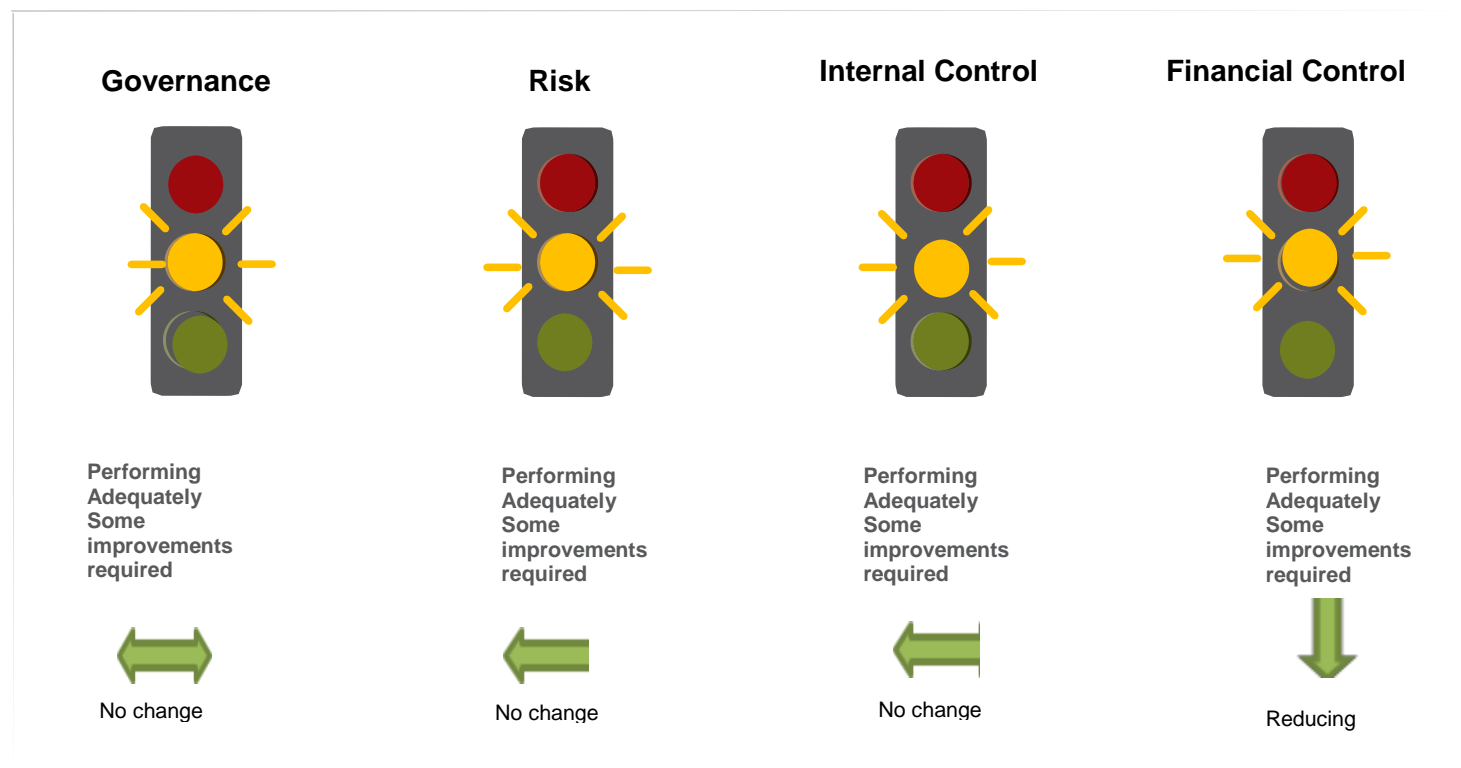 Governance
Risk
Internal Control
Financial Control
Performing
Adequately
Some
improvements
required
Performing
Adequately
Some
improvements
required
Performing
Adequately
Some
improvements
required
Performing
Adequately
Some
improvements
required
No change
No change
No change
Reducing